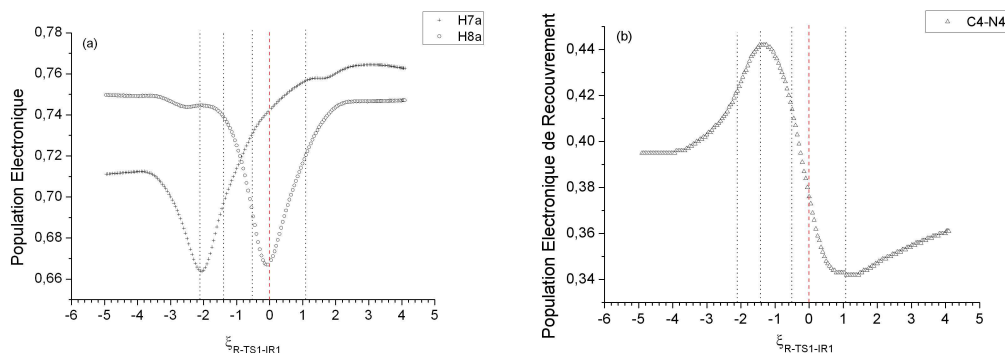 (a)
H7a
H8a
Population Electronique
0,78
0,76
0,74
0,72
0,70
0,68
0,66
-6 -5 -4 -3 -2 -1 0 1 2 3 4 5
ξR-TS1-IR1
(b)
C4-N4
Population Electronique de Recouvrement
0,44
0,42
0,40
0,38
0,36
0,34
-6 -5 -4 -3 -2 -1 0 1 2 3 4 5
ξR-TS1-IR1